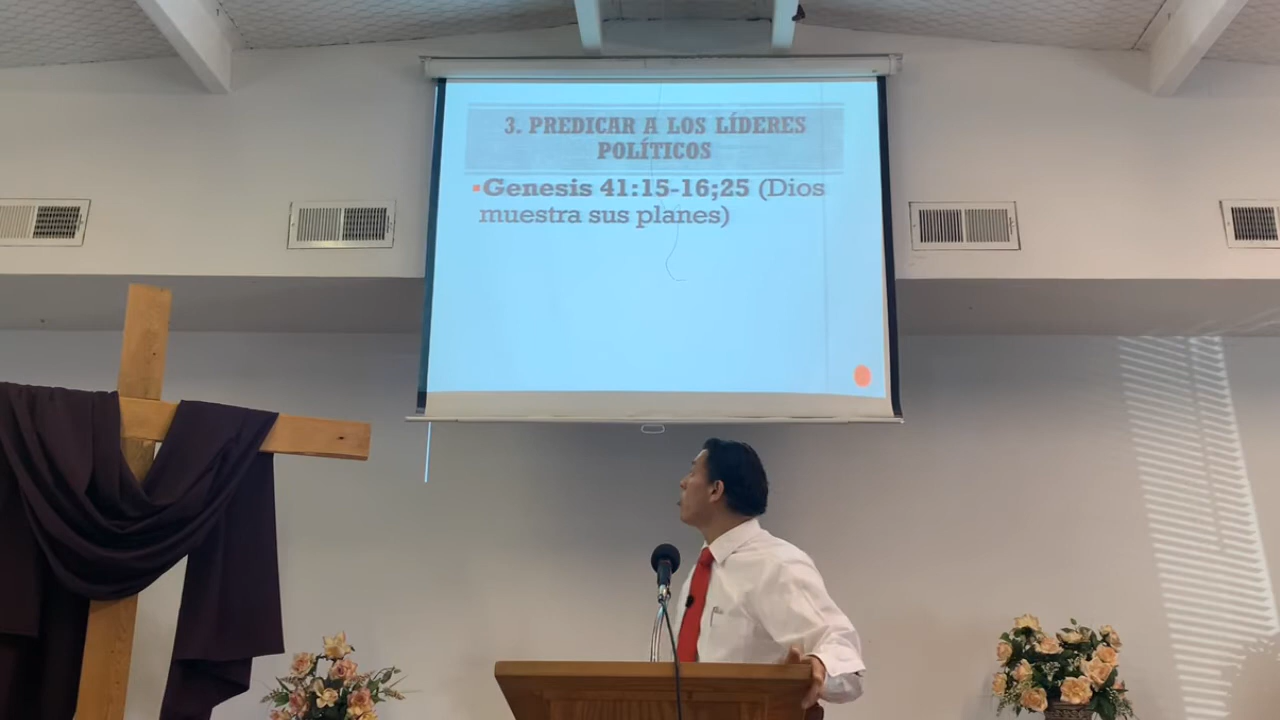 3. PREDICAR A LOS LÍDERES
POLÍTICOS
▪Genesis 41:15-16;25 (Dios
muestra sus planes)